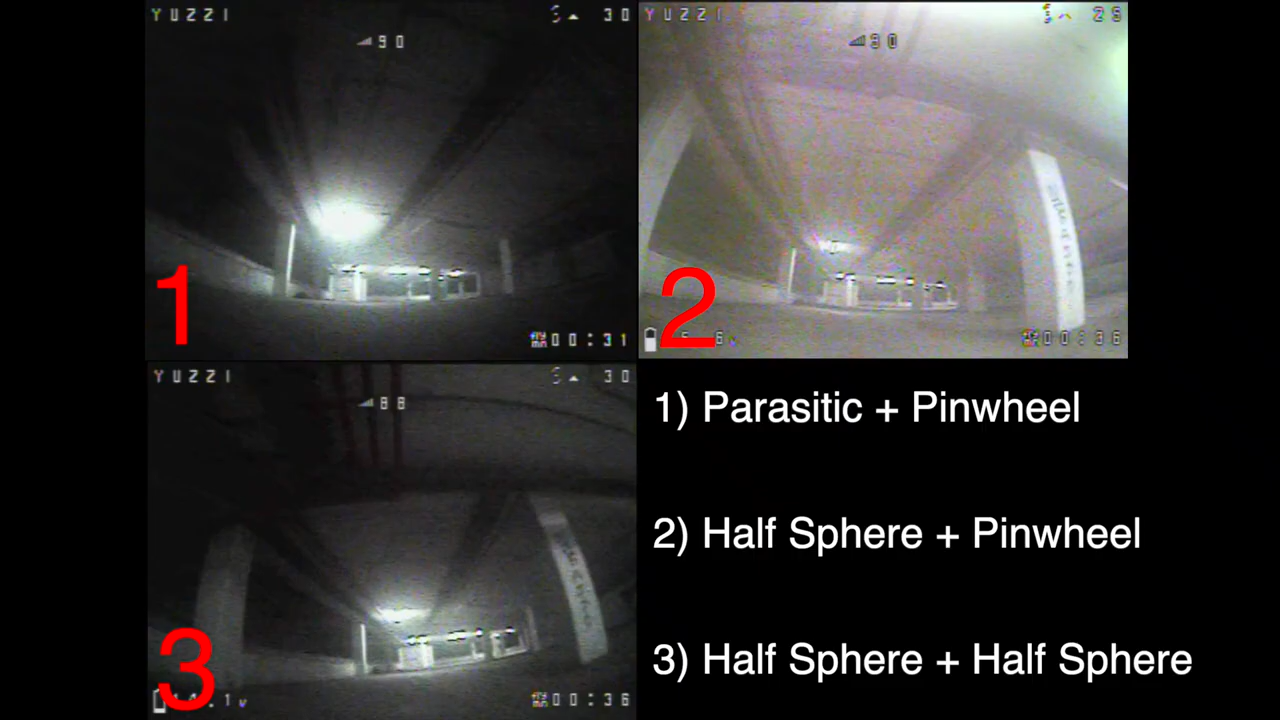 YUZZI 30
90
1
00:31
YUZZI 29
30
2
00:36
YUZZI 30
88
3
00:36
1) Parasitic + Pinwheel
2) Half Sphere + Pinwheel
3) Half Sphere + Half Sphere